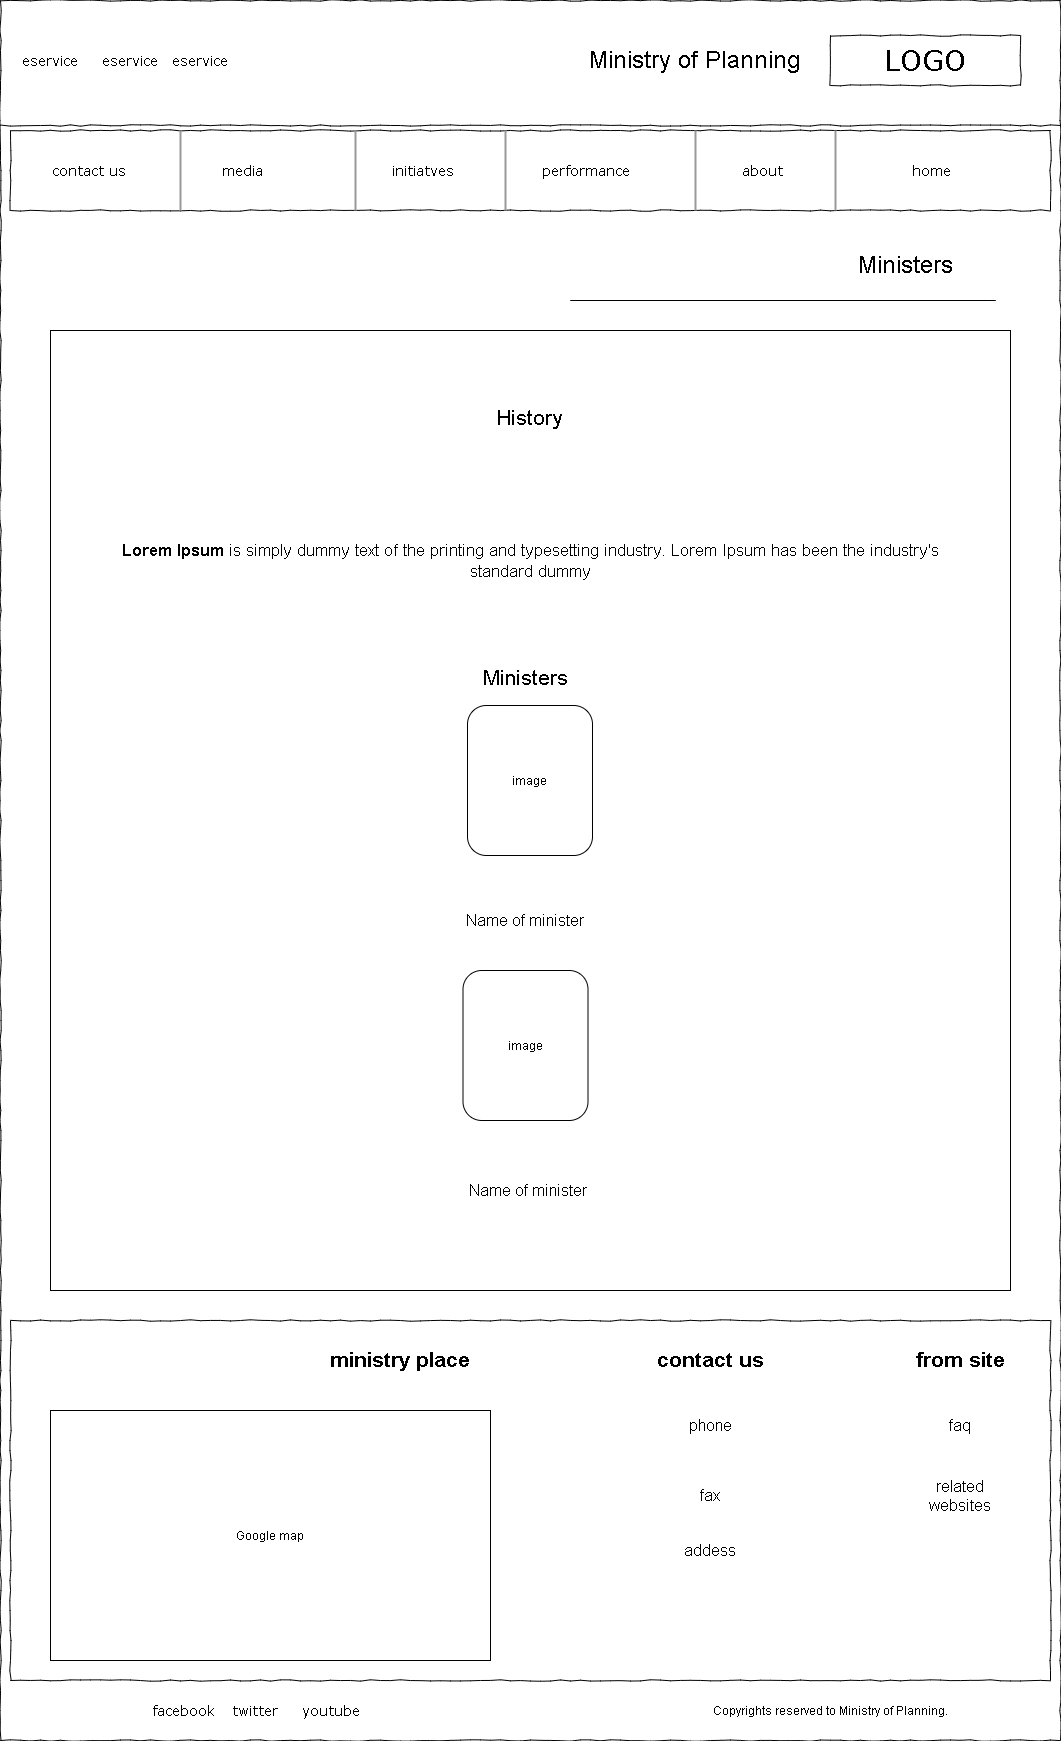 eservice eservice eservice Ministry of Planning LOGO
contact us media initiatves performance about home
Ministers
History
Lorem Ipsum is simply dummy text of the printing and typesetting industry. Lorem Ipsum has been the industry's
standard dummy
Ministers
image
Name of minister
image
Name of minister
ministry place contact us from site
phone faq
fax related
websites
addess
Google map
facebook twitter youtube Copyrights reserved to Ministry of Planning.